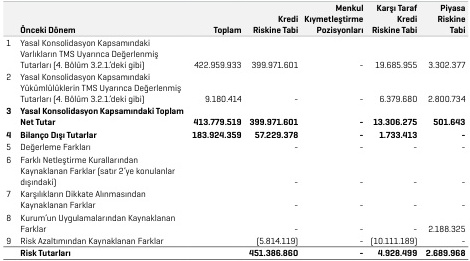 Önceki Dönem Toplam Kredi Riskine Tabi Menkul Kıymetleştirme Pozisyonları Karşı Taraf Kredi Riskine Tabi Piyasa Riskine Tabi
1 Yasal Konsolidasyon Kapsamındaki
Varlıkların TMS Uyarınca Değerlenmiş
Tutarları (4. Bölüm 3.2.1.’deki gibi) 422.959.933 399.971.601 - 19.685.955 3.302.377
2 Yasal Konsolidasyon Kapsamındaki
Yükümlülüklerin TMS Uyarınca Değerlenmiş
Tutarları (4. Bölüm 3.2.1.’deki gibi) 9.180.414 - - 6.379.680 2.800.734
3 Yasal Konsolidasyon Kapsamındaki Toplam
Net Tutar 413.779.519 399.971.601 - 13.306.275 501.643
4 Bilanço Dışı Tutarlar 183.924.359 57.229.378 - 1.733.413 -
5 Değerleme Farkları - - - -
6 Farklı Netleştirme Kurallarından
Kaynaklanan Farklar (satır 2’ye konulanlar
dışındaki) - - - -
7 Karşılıkların Dikkate Alınmasından
Kaynaklanan Farklar - - - -
8 Kurum’un Uygulamalarından Kaynaklanan
Farklar - - - 2.188.325
9 Risk Azaltımından Kaynaklanan Farklar (5.814.119) - (10.111.189) -
Risk Tutarları 451.386.860 - 4.928.499 2.689.968